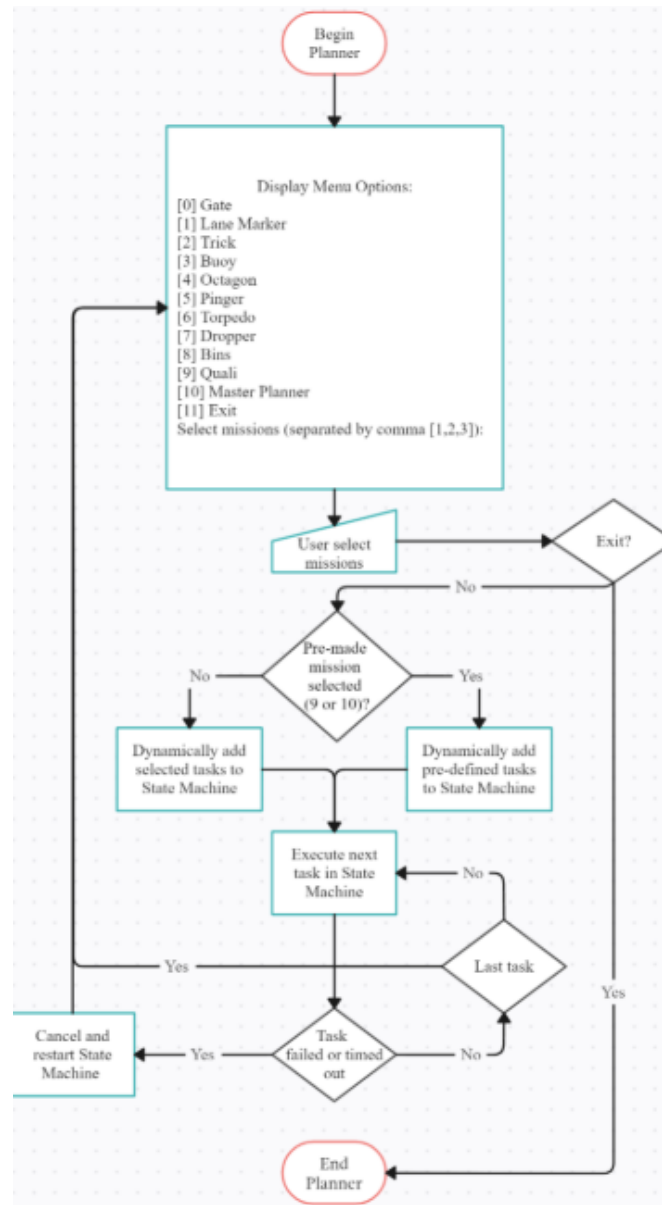 Begin
Planner
Display Menu Options:
[0] Gate
[1] Lane Marker
[2] Trick
[3] Buoy
[4] Octagon
[5] Pinger
[6] Torpedo
[7] Dropper
[8] Bins
[9] Quali
[10] Master Planner
[11] Exit
Select missions (separated by comma [1,2,3]):
User select
missions
Exit?
No
Pre-made
mission
selected
(9 or 10)?
No
Yes
Dynamically add
selected tasks to
State Machine
Dynamically add
pre-defined tasks
to State Machine
Execute next
task in State
Machine
No
Yes
Last task
Yes
Cancel and
restart State
Machine
Yes
Task
failed or timed
out
No
End
Planner